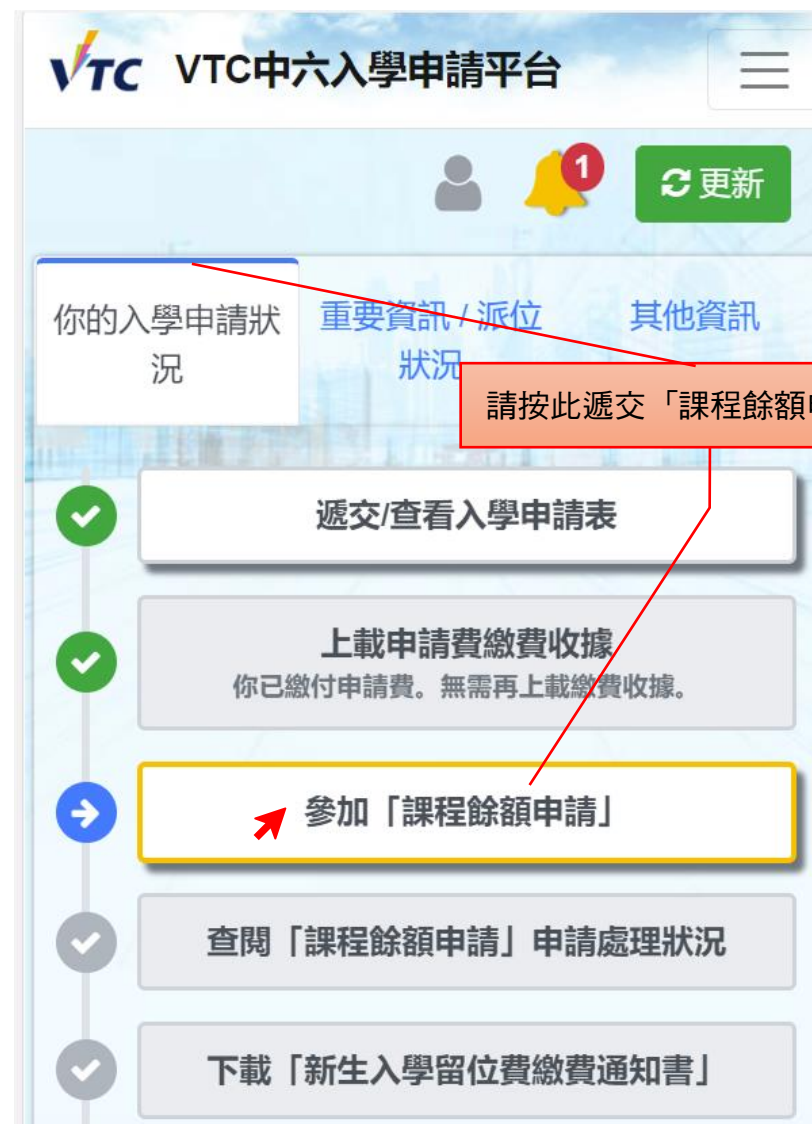 VTC VTC中六入學申請平台
1
更新
你的入學申請狀
況
重要資訊 / 派位
狀況
其他資訊
請按此遞交「課程餘額
遞交/查看入學申請表
上載申請費繳費收據
你已繳付申請費。無需再上載繳費收據。
參加「課程餘額申請」
查閱「課程餘額申請」申請處理狀況
下載「新生入學留位費繳費通知書」